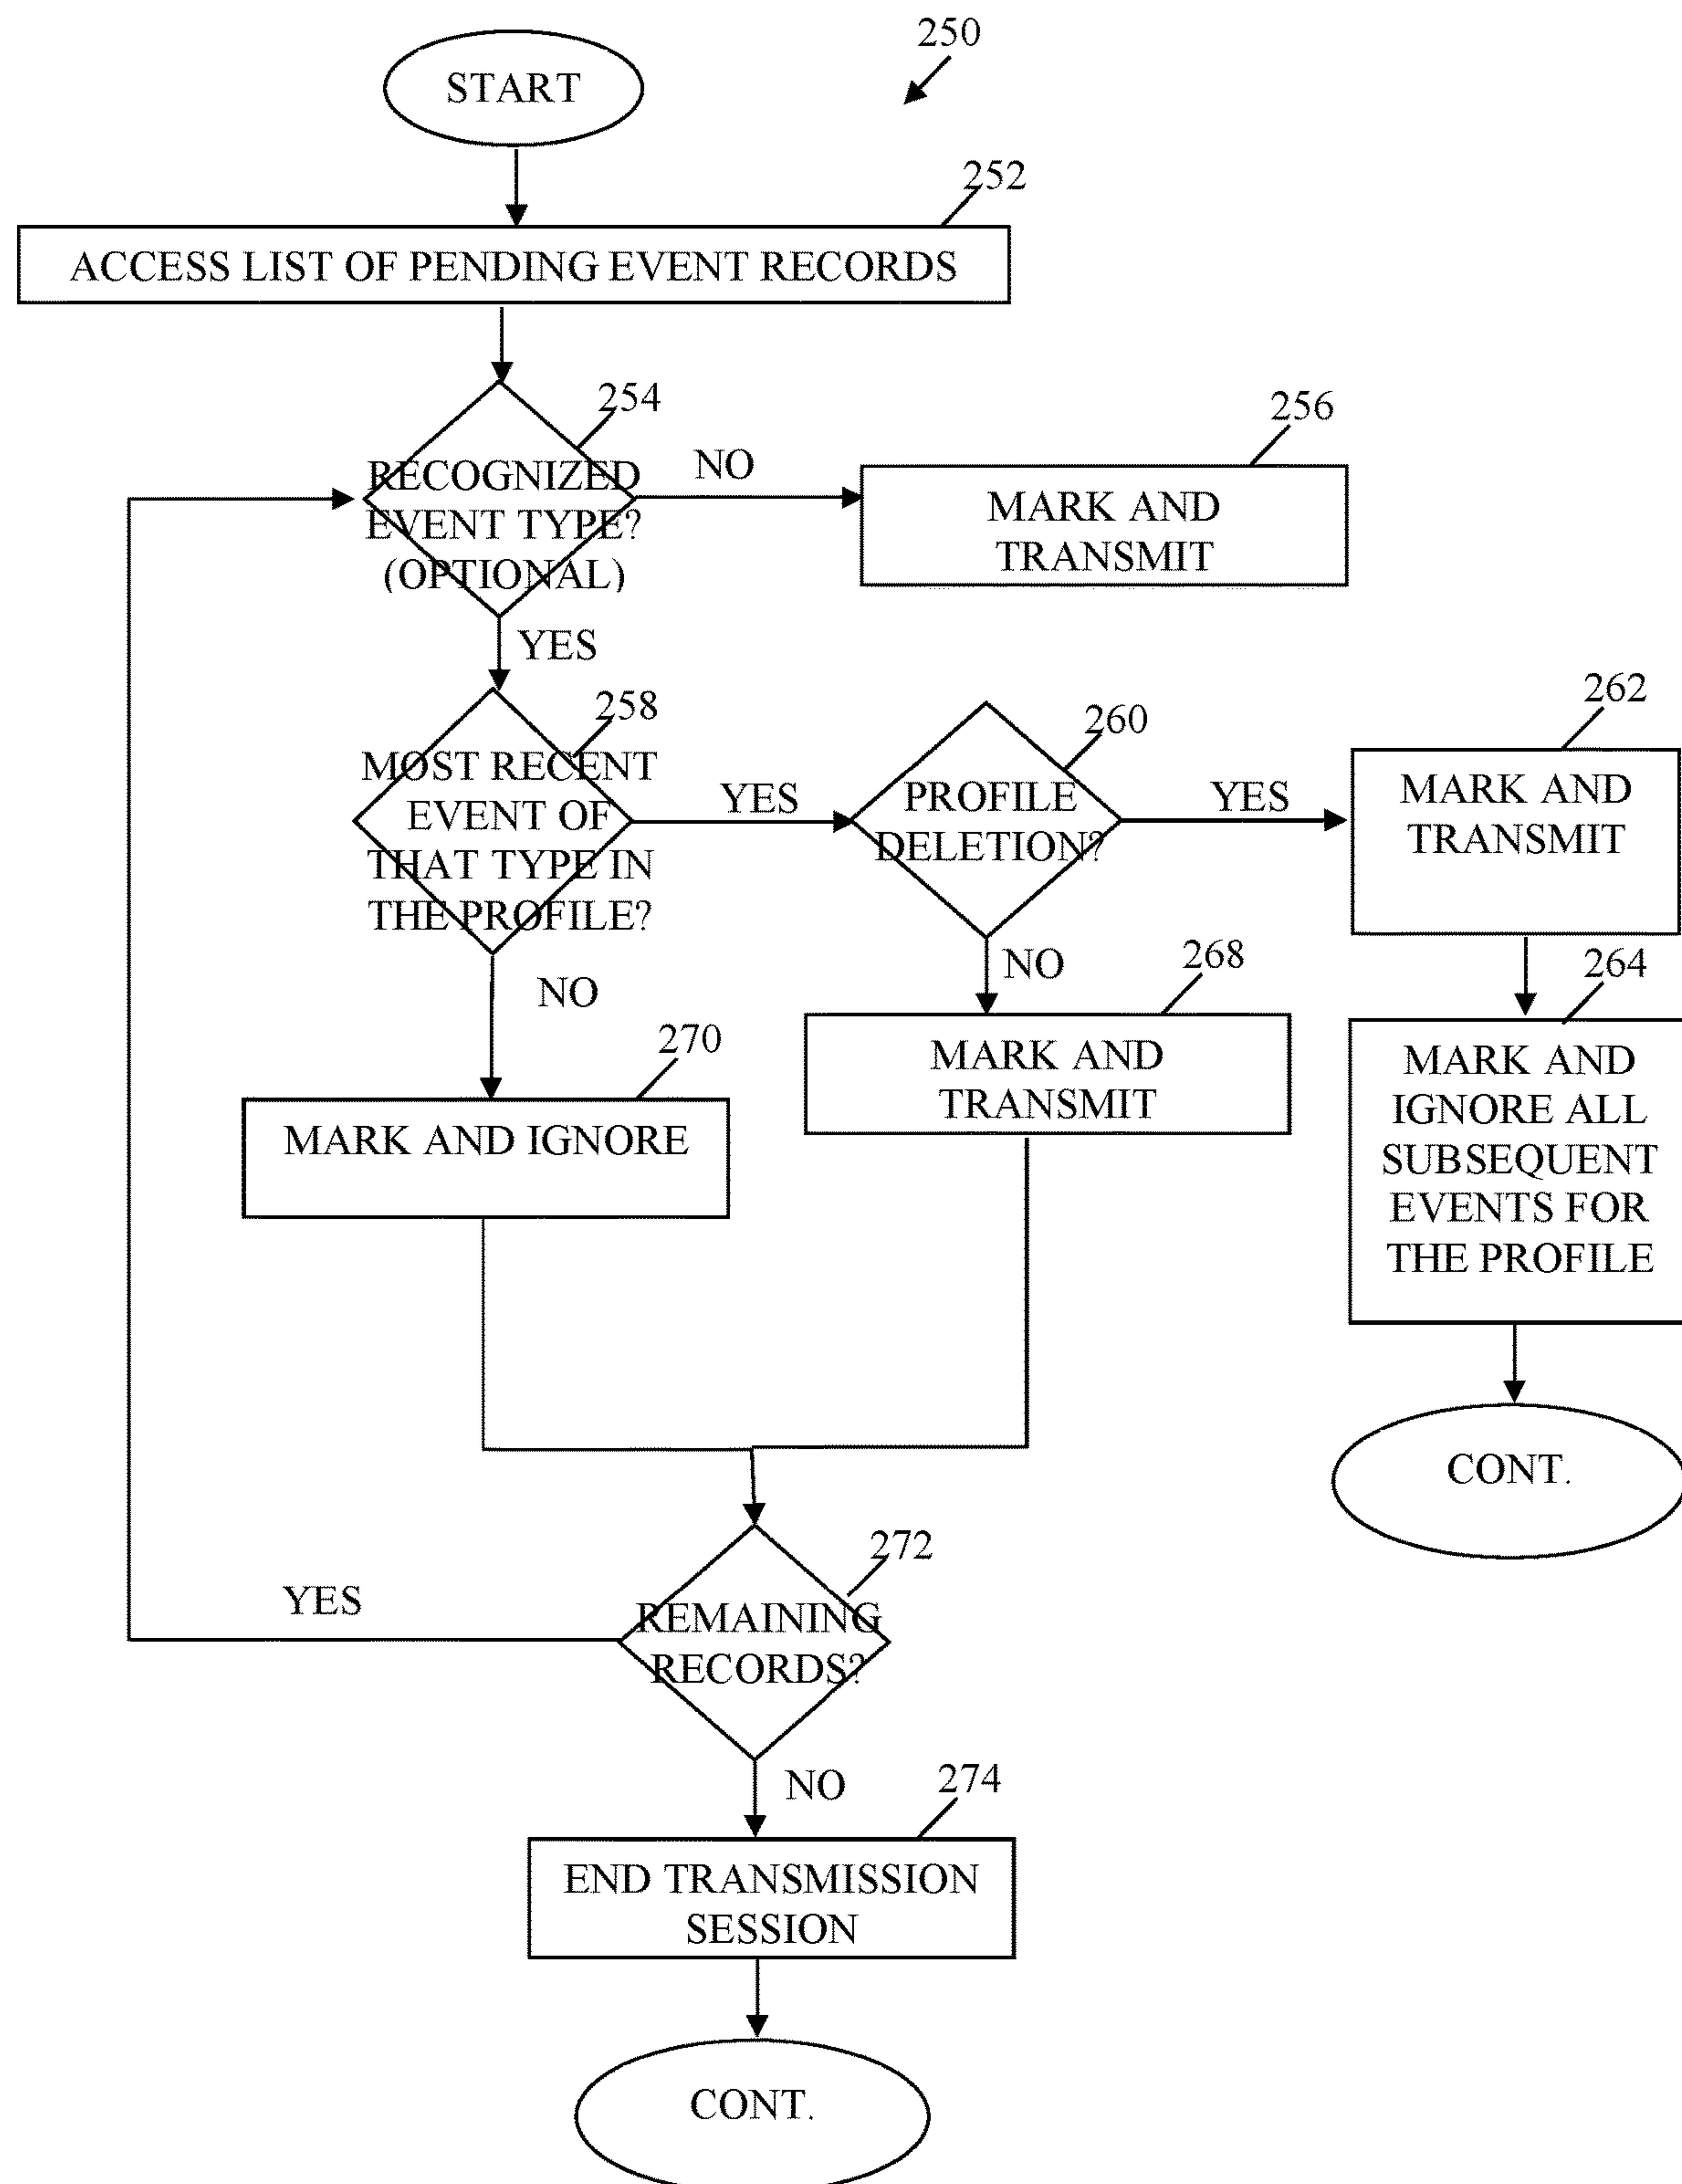 250
START
252
ACCESS LIST OF PENDING EVENT RECORDS
254
RECOGNIZED
EVENT TYPE?
(OPTIONAL)
NO
256
MARK AND
TRANSMIT
YES
258
MOST RECENT
EVENT OF
THAT TYPE IN
THE PROFILE?
YES
260
PROFILE
DELETION?
YES
262
MARK AND
TRANSMIT
NO
264
MARK AND
IGNORE ALL
SUBSEQUENT
EVENTS FOR
THE PROFILE
CONT.
268
MARK AND
TRANSMIT
NO
270
MARK AND IGNORE
272
REMAINING
RECORDS?
YES
NO
274
END TRANSMISSION
SESSION
CONT.